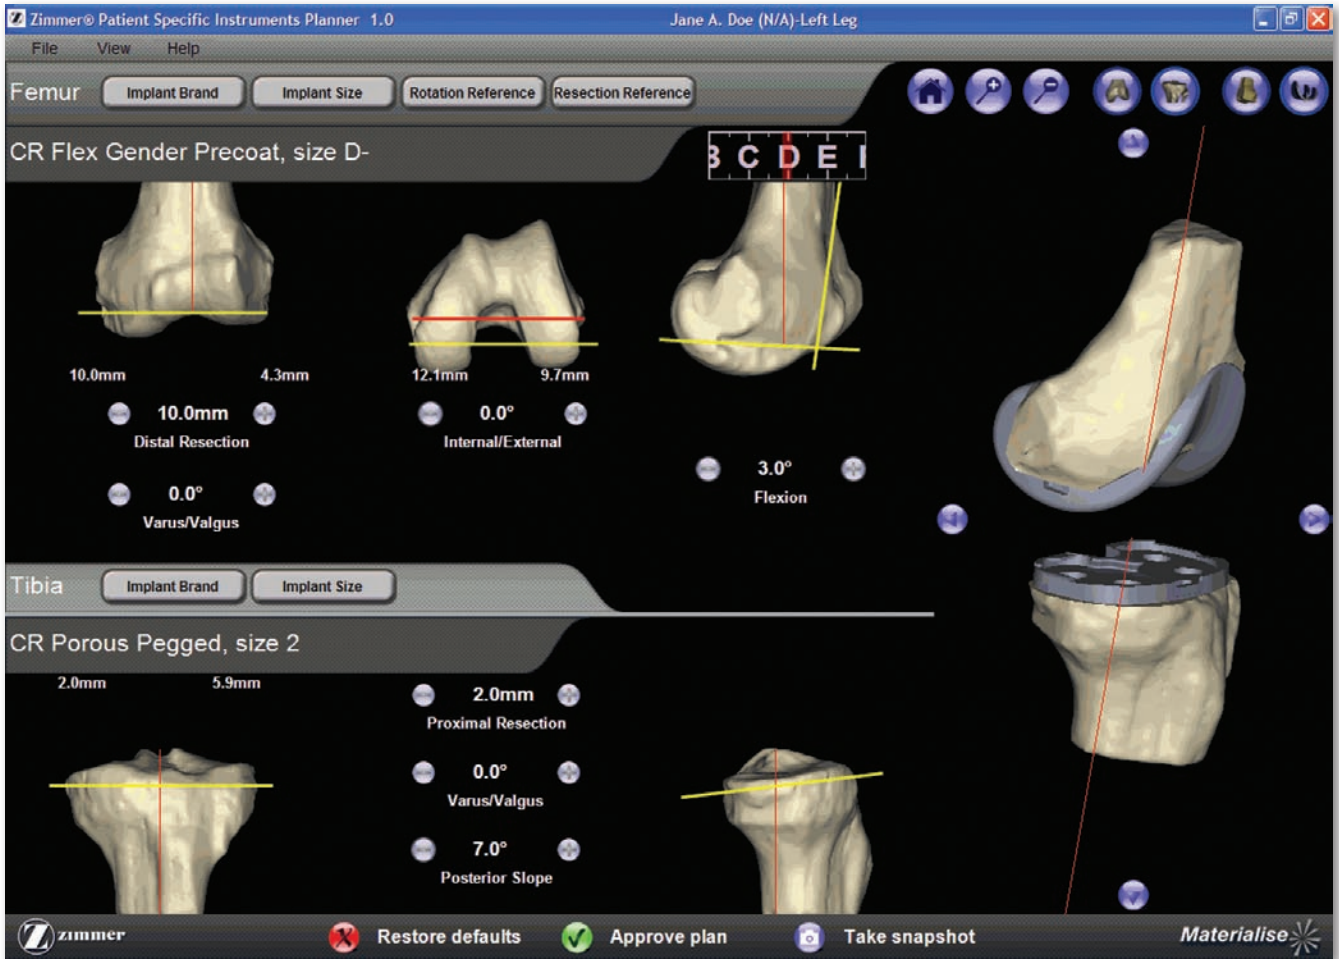 Zimmer® Patient Specific Instruments Planner 1.0
Jane A. Doe (N/A)-Left Leg
File View Help
Femur Implant Brand Implant Size Rotation Reference Resection Reference
CR Flex Gender Precoat, size D-
B C D E
10.0mm 4.3mm 12.1mm 9.7mm
10.0mm
Distal Resection
0.0°
Varus/Valgus
0.0°
Internal/External
3.0°
Flexion
Tibia Implant Brand Implant Size
CR Porous Pegged, size 2
2.0mm 5.9mm
2.0mm
Proximal Resection
0.0°
Varus/Valgus
7.0°
Posterior Slope
Z zimmer Restore defaults Approve plan Take snapshot Materialise